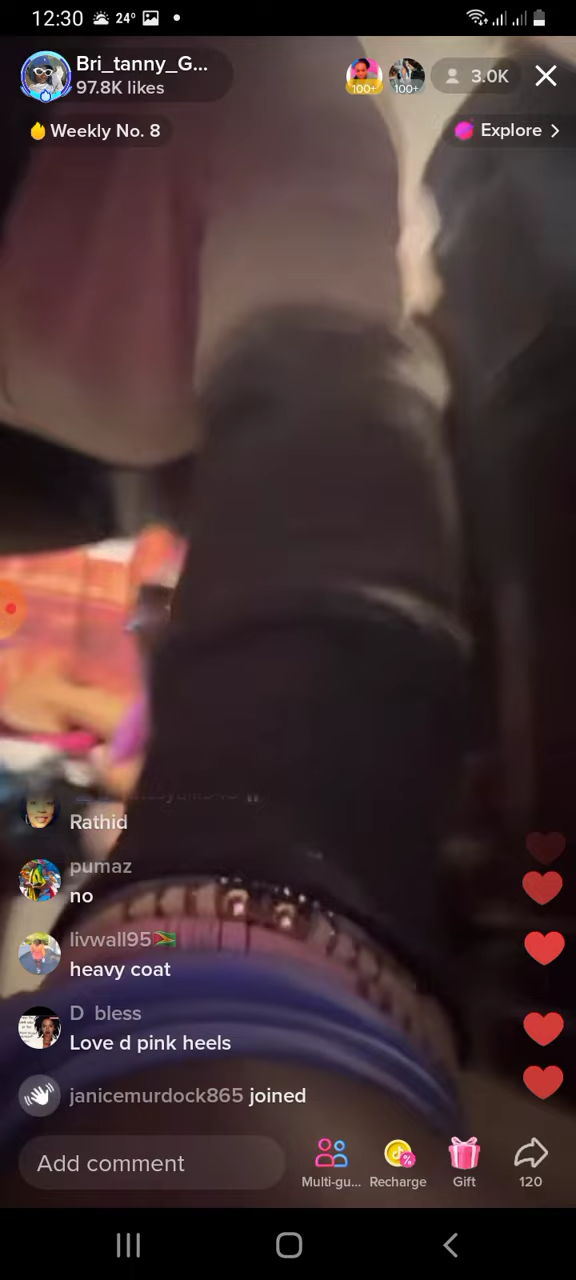 12:30
24°
Bri_tanny_G...
97.8K likes
100+
100+
3.0K
Weekly No. 8
Explore
Rathid
pumaz
no
livwall95
heavy coat
D bless
Love d pink heels
janicemurdock865 joined
Add comment
Multi-gu...
Recharge
Gift
120